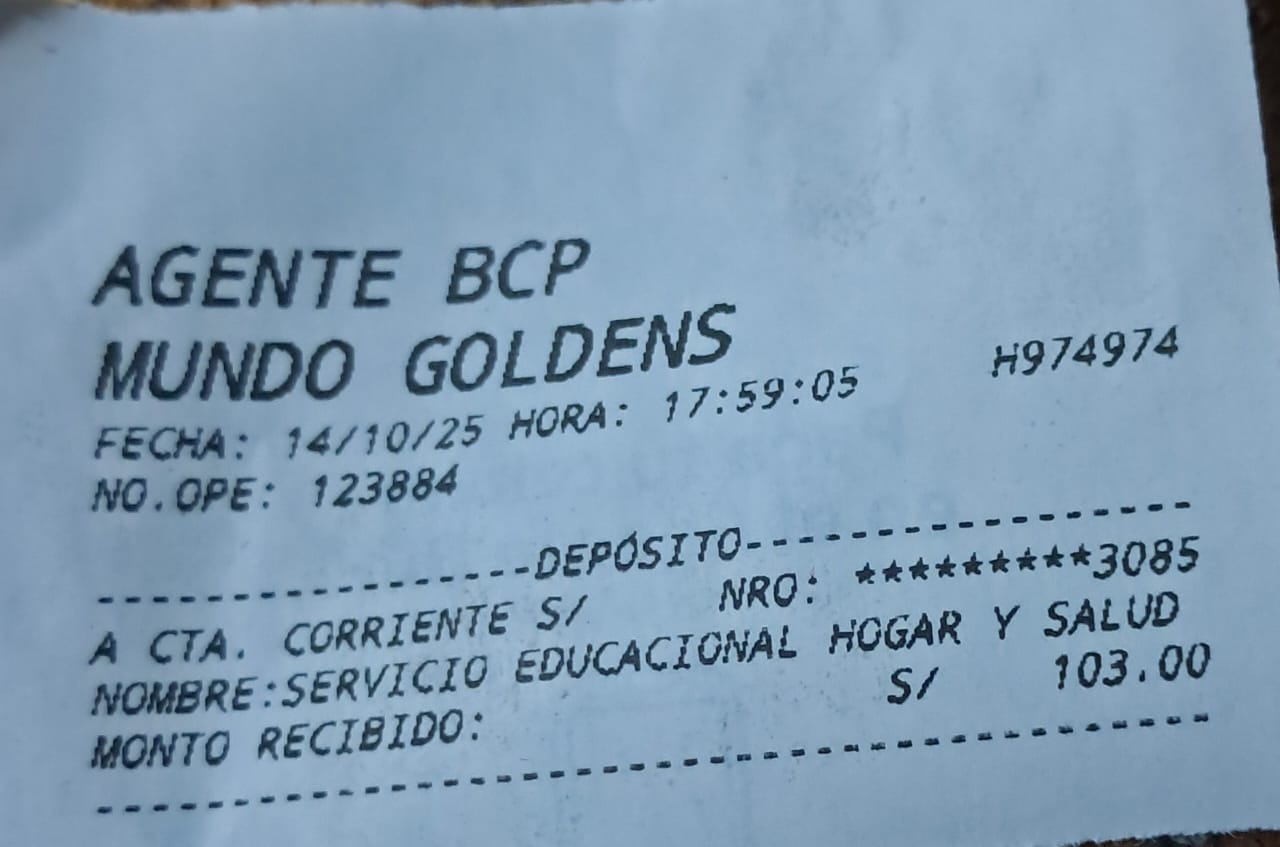 AGENTE BCP
MUNDO GOLDENS
FECHA: 14/10/25 HORA: 17:59:05 H974974
NO.OPE: 123884
-----------------DEPÓSITO-----------------
A CTA. CORRIENTE S/ NRO: *********3085
NOMBRE:SERVICIO EDUCACIONAL HOGAR Y SALUD
MONTO RECIBIDO: S/ 103.00
------------------------------------------